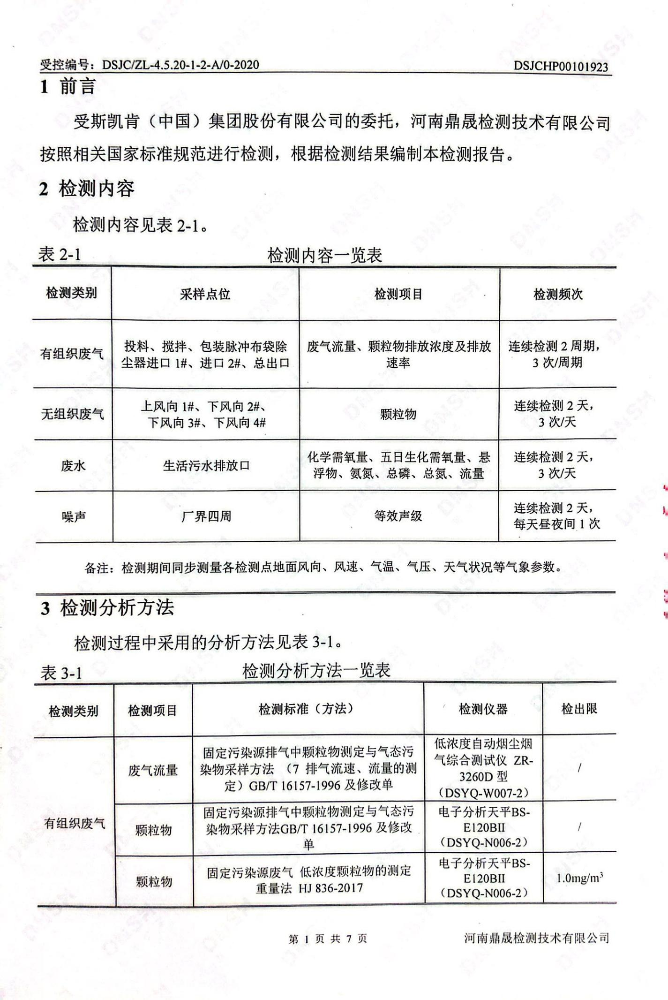 受控编号：DSJC/ZL-4.5.20-1-2-A/0-2020 DSJCHP00101923
1 前言
受斯凯肯（中国）集团股份有限公司的委托，河南鼎晟检测技术有限公司
按照相关国家标准规范进行检测，根据检测结果编制本检测报告。
2 检测内容
检测内容见表 2-1。
表 2-1 检测内容一览表
检测类别 采样点位 检测项目 检测频次
有组织废气
投料、搅拌、包装脉冲布袋除
尘器进口 1#、进口 2#、总出口
废气流量、颗粒物排放浓度及排放
速率
连续检测 2 周期，
3 次/周期
无组织废气
上风向 1#、下风向 2#、
下风向 3#、下风向 4#
颗粒物
连续检测 2 天，
3 次/天
废水
生活污水排放口
化学需氧量、五日生化需氧量、悬
浮物、氨氮、总磷、总氮、流量
连续检测 2 天，
3 次/天
噪声
厂界四周
等效声级
连续检测 2 天，
每天昼夜间 1 次
备注：检测期间同步测量各检测点地面风向、风速、气温、气压、天气状况等气象参数。
3 检测分析方法
检测过程中采用的分析方法见表 3-1。
表 3-1 检测分析方法一览表
检测类别 检测项目 检测标准（方法） 检测仪器 检出限
有组织废气
废气流量
固定污染源排气中颗粒物测定与气态污
染物采样方法 （7 排气流速、流量的测
定）GB/T 16157-1996 及修改单
低浓度自动烟尘烟
气综合测试仪 ZR-
3260D 型
（DSYQ-W007-2）
/
颗粒物
固定污染源排气中颗粒物测定与气态污
染物采样方法GB/T 16157-1996 及修改
单
电子分析天平BS-
E120BII
（DSYQ-N006-2）
/
颗粒物
固定污染源废气 低浓度颗粒物的测定
重量法 HJ 836-2017
电子分析天平BS-
E120BII
（DSYQ-N006-2）
1.0mg/m³
第 1 页 共 7 页 河南鼎晟检测技术有限公司